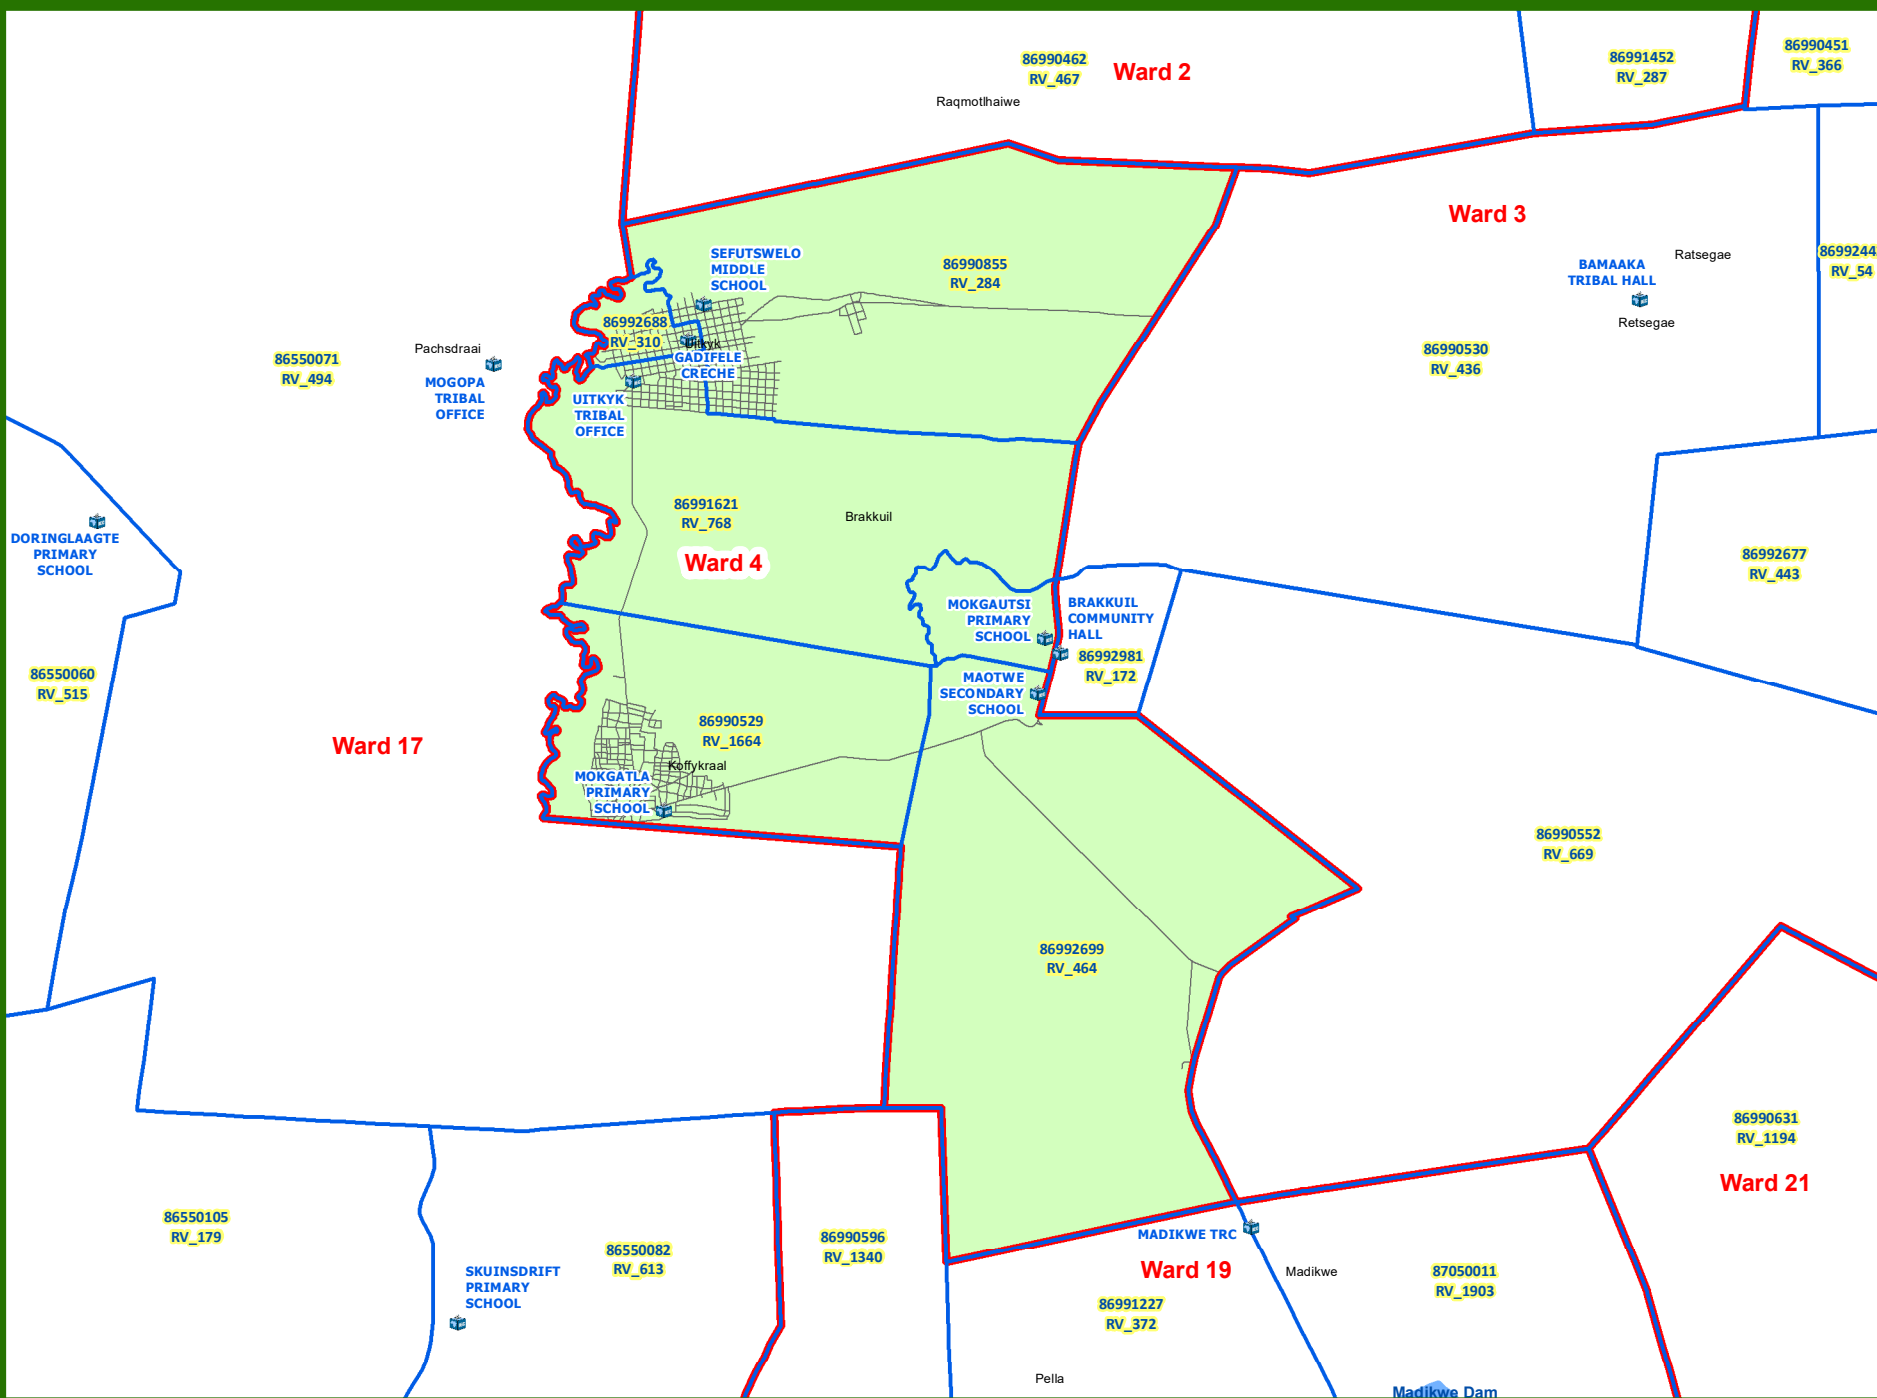 86990462
RV_467
Ward 2
86991452
RV_287
86990451
RV_366
Raqmotlhaiwe
Ward 3
SEFUTSWELO
MIDDLE
SCHOOL
86990855
RV_284
BAMAAKA
TRIBAL HALL
Ratsegae
8699244
RV_54
Retsegae
86992688
RV_310
Uitkyk
GADIFELE
CRECHE
Pachsdraai
86550071
RV_494
MOGOPA
TRIBAL
OFFICE
UITKYK
TRIBAL
OFFICE
86990530
RV_436
86991621
RV_768
Brakkuil
Ward 4
DORINGLAAGTE
PRIMARY
SCHOOL
86992677
RV_443
MOKGAUTSI
PRIMARY
SCHOOL
BRAKKUIL
COMMUNITY
HALL
86992981
RV_172
86550060
RV_515
MAOTWE
SECONDARY
SCHOOL
86990529
RV_1664
Ward 17
Koffykraal
MOKGATLA
PRIMARY
SCHOOL
86990552
RV_669
86992699
RV_464
86990631
RV_1194
Ward 21
86550105
RV_179
86550082
RV_613
86990596
RV_1340
MADIKWE TRC
Ward 19
Madikwe
87050011
RV_1903
SKUINSDRIFT
PRIMARY
SCHOOL
86991227
RV_372
Pella
Madikwe Dam